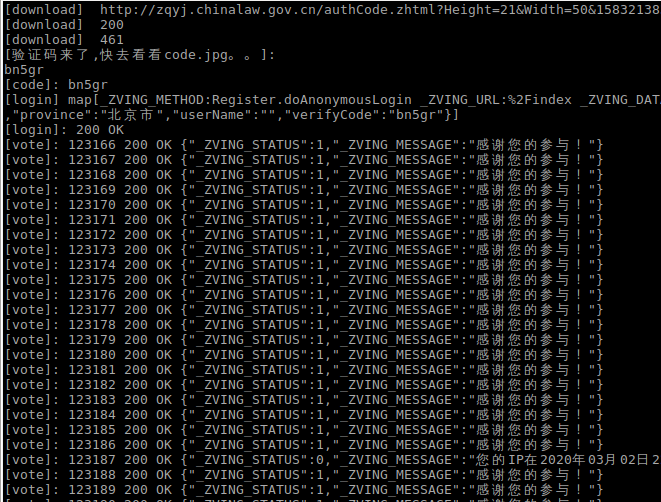 [download]  http://zqyj.chinalaw.gov.cn/authCode.zhtml?Height=21&Width=50&15832138
[download]  200
[download]  461
[验证码来了,快去看看code.jpg。。]:
bn5gr
[code]: bn5gr
[login] map[_ZVING_METHOD:Register.doAnonymousLogin _ZVING_URL:%2Findex _ZVING_DAT
,"province":"北京市","userName":"","verifyCode":"bn5gr"}]
[login]: 200 OK
[vote]: 123166 200 OK {"_ZVING_STATUS":1,"_ZVING_MESSAGE":"感谢您的参与！"}
[vote]: 123167 200 OK {"_ZVING_STATUS":1,"_ZVING_MESSAGE":"感谢您的参与！"}
[vote]: 123168 200 OK {"_ZVING_STATUS":1,"_ZVING_MESSAGE":"感谢您的参与！"}
[vote]: 123169 200 OK {"_ZVING_STATUS":1,"_ZVING_MESSAGE":"感谢您的参与！"}
[vote]: 123170 200 OK {"_ZVING_STATUS":1,"_ZVING_MESSAGE":"感谢您的参与！"}
[vote]: 123171 200 OK {"_ZVING_STATUS":1,"_ZVING_MESSAGE":"感谢您的参与！"}
[vote]: 123172 200 OK {"_ZVING_STATUS":1,"_ZVING_MESSAGE":"感谢您的参与！"}
[vote]: 123173 200 OK {"_ZVING_STATUS":1,"_ZVING_MESSAGE":"感谢您的参与！"}
[vote]: 123174 200 OK {"_ZVING_STATUS":1,"_ZVING_MESSAGE":"感谢您的参与！"}
[vote]: 123175 200 OK {"_ZVING_STATUS":1,"_ZVING_MESSAGE":"感谢您的参与！"}
[vote]: 123176 200 OK {"_ZVING_STATUS":1,"_ZVING_MESSAGE":"感谢您的参与！"}
[vote]: 123177 200 OK {"_ZVING_STATUS":1,"_ZVING_MESSAGE":"感谢您的参与！"}
[vote]: 123178 200 OK {"_ZVING_STATUS":1,"_ZVING_MESSAGE":"感谢您的参与！"}
[vote]: 123179 200 OK {"_ZVING_STATUS":1,"_ZVING_MESSAGE":"感谢您的参与！"}
[vote]: 123180 200 OK {"_ZVING_STATUS":1,"_ZVING_MESSAGE":"感谢您的参与！"}
[vote]: 123181 200 OK {"_ZVING_STATUS":1,"_ZVING_MESSAGE":"感谢您的参与！"}
[vote]: 123182 200 OK {"_ZVING_STATUS":1,"_ZVING_MESSAGE":"感谢您的参与！"}
[vote]: 123183 200 OK {"_ZVING_STATUS":1,"_ZVING_MESSAGE":"感谢您的参与！"}
[vote]: 123184 200 OK {"_ZVING_STATUS":1,"_ZVING_MESSAGE":"感谢您的参与！"}
[vote]: 123185 200 OK {"_ZVING_STATUS":1,"_ZVING_MESSAGE":"感谢您的参与！"}
[vote]: 123186 200 OK {"_ZVING_STATUS":1,"_ZVING_MESSAGE":"感谢您的参与！"}
[vote]: 123187 200 OK {"_ZVING_STATUS":0,"_ZVING_MESSAGE":"您的IP在2020年03月02日2
[vote]: 123188 200 OK {"_ZVING_STATUS":1,"_ZVING_MESSAGE":"感谢您的参与！"}
[vote]: 123189 200 OK {"_ZVING_STATUS":1,"_ZVING_MESSAGE":"感谢您的参与！"}